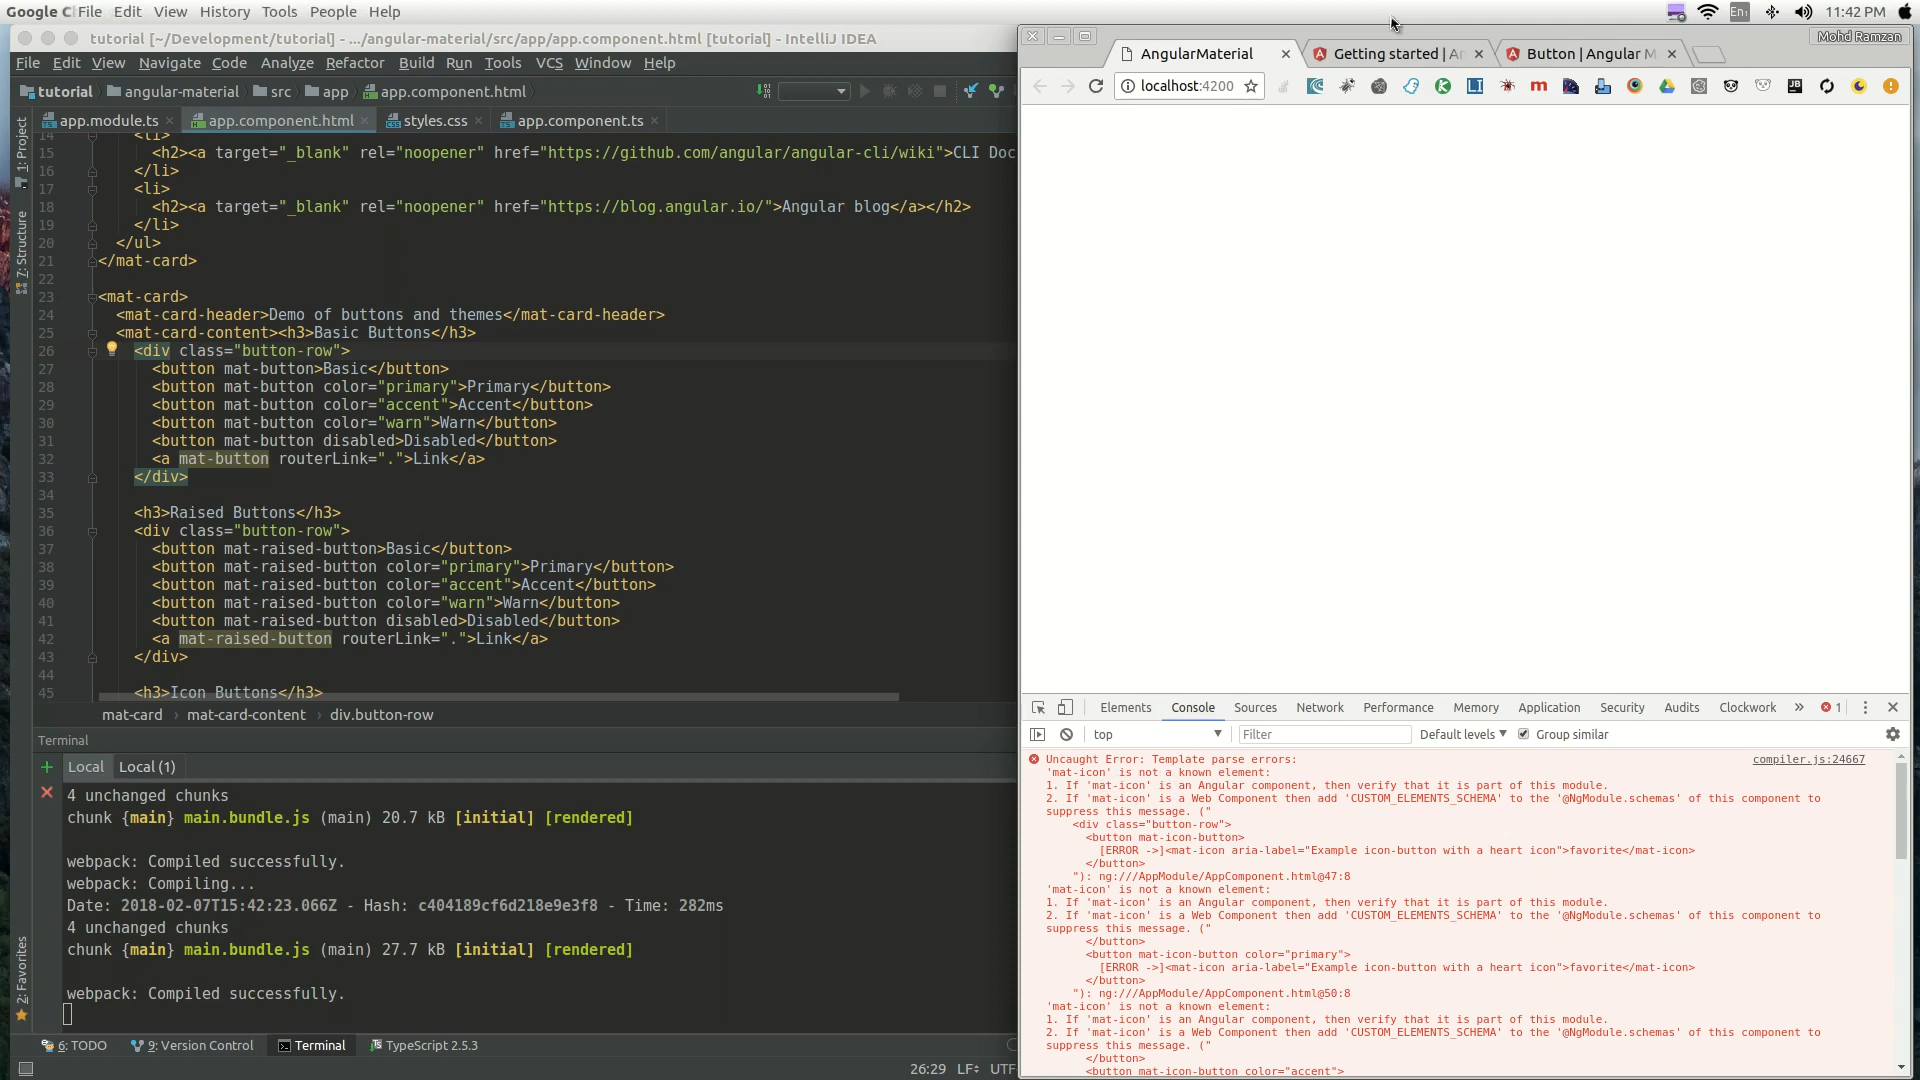 Google C File Edit View History Tools People Help
En1 11:42 PM
tutorial [~/Development/tutorial] - .../angular-material/src/app/app.component.html [tutorial] - IntelliJ IDEA
File Edit View Navigate Code Analyze Refactor Build Run Tools VCS Window Help
tutorial angular-material src app app.component.html
app.module.ts app.component.html styles.css app.component.ts
1: Project
7: Structure
2: Favorites
14 <li>
15 <h2><a target="_blank" rel="noopener" href="https://github.com/angular/angular-cli/wiki">CLI Doc
16 </li>
17 <li>
18 <h2><a target="_blank" rel="noopener" href="https://blog.angular.io/">Angular blog</a></h2>
19 </li>
20 </ul>
21 </mat-card>
22
23 <mat-card>
24 <mat-card-header>Demo of buttons and themes</mat-card-header>
25 <mat-card-content><h3>Basic Buttons</h3>
26 <div class="button-row">
27 <button mat-button>Basic</button>
28 <button mat-button color="primary">Primary</button>
29 <button mat-button color="accent">Accent</button>
30 <button mat-button color="warn">Warn</button>
31 <button mat-button disabled>Disabled</button>
32 <a mat-button routerLink=".">Link</a>
33 </div>
34
35 <h3>Raised Buttons</h3>
36 <div class="button-row">
37 <button mat-raised-button>Basic</button>
38 <button mat-raised-button color="primary">Primary</button>
39 <button mat-raised-button color="accent">Accent</button>
40 <button mat-raised-button color="warn">Warn</button>
41 <button mat-raised-button disabled>Disabled</button>
42 <a mat-raised-button routerLink=".">Link</a>
43 </div>
44
45 <h3>Icon Buttons</h3>
mat-card › mat-card-content › div.button-row
Terminal
Local Local (1)
4 unchanged chunks
chunk {main} main.bundle.js (main) 20.7 kB [initial] [rendered]
webpack: Compiled successfully.
webpack: Compiling...
Date: 2018-02-07T15:42:23.066Z - Hash: c404189cf6d218e9e3f8 - Time: 282ms
4 unchanged chunks
chunk {main} main.bundle.js (main) 27.7 kB [initial] [rendered]
webpack: Compiled successfully.
6: TODO 9: Version Control Terminal TypeScript 2.5.3
26:29 LF÷ UTF
Mohd Ramzan
AngularMaterial Getting started | An Button | Angular M
localhost:4200
Elements Console Sources Network Performance Memory Application Security Audits Clockwork » 1
top Filter Default levels Group similar
Uncaught Error: Template parse errors: compiler.js:24667
'mat-icon' is not a known element:
1. If 'mat-icon' is an Angular component, then verify that it is part of this module.
2. If 'mat-icon' is a Web Component then add 'CUSTOM_ELEMENTS_SCHEMA' to the '@NgModule.schemas' of this component to
suppress this message. ("
<div class="button-row">
<button mat-icon-button>
[ERROR ->]<mat-icon aria-label="Example icon-button with a heart icon">favorite</mat-icon>
</button>
"): ng:///AppModule/AppComponent.html@47:8
'mat-icon' is not a known element:
1. If 'mat-icon' is an Angular component, then verify that it is part of this module.
2. If 'mat-icon' is a Web Component then add 'CUSTOM_ELEMENTS_SCHEMA' to the '@NgModule.schemas' of this component to
suppress this message. ("
</button>
<button mat-icon-button color="primary">
[ERROR ->]<mat-icon aria-label="Example icon-button with a heart icon">favorite</mat-icon>
</button>
"): ng:///AppModule/AppComponent.html@50:8
'mat-icon' is not a known element:
1. If 'mat-icon' is an Angular component, then verify that it is part of this module.
2. If 'mat-icon' is a Web Component then add 'CUSTOM_ELEMENTS_SCHEMA' to the '@NgModule.schemas' of this component to
suppress this message. ("
</button>
<button mat-icon-button color="accent">